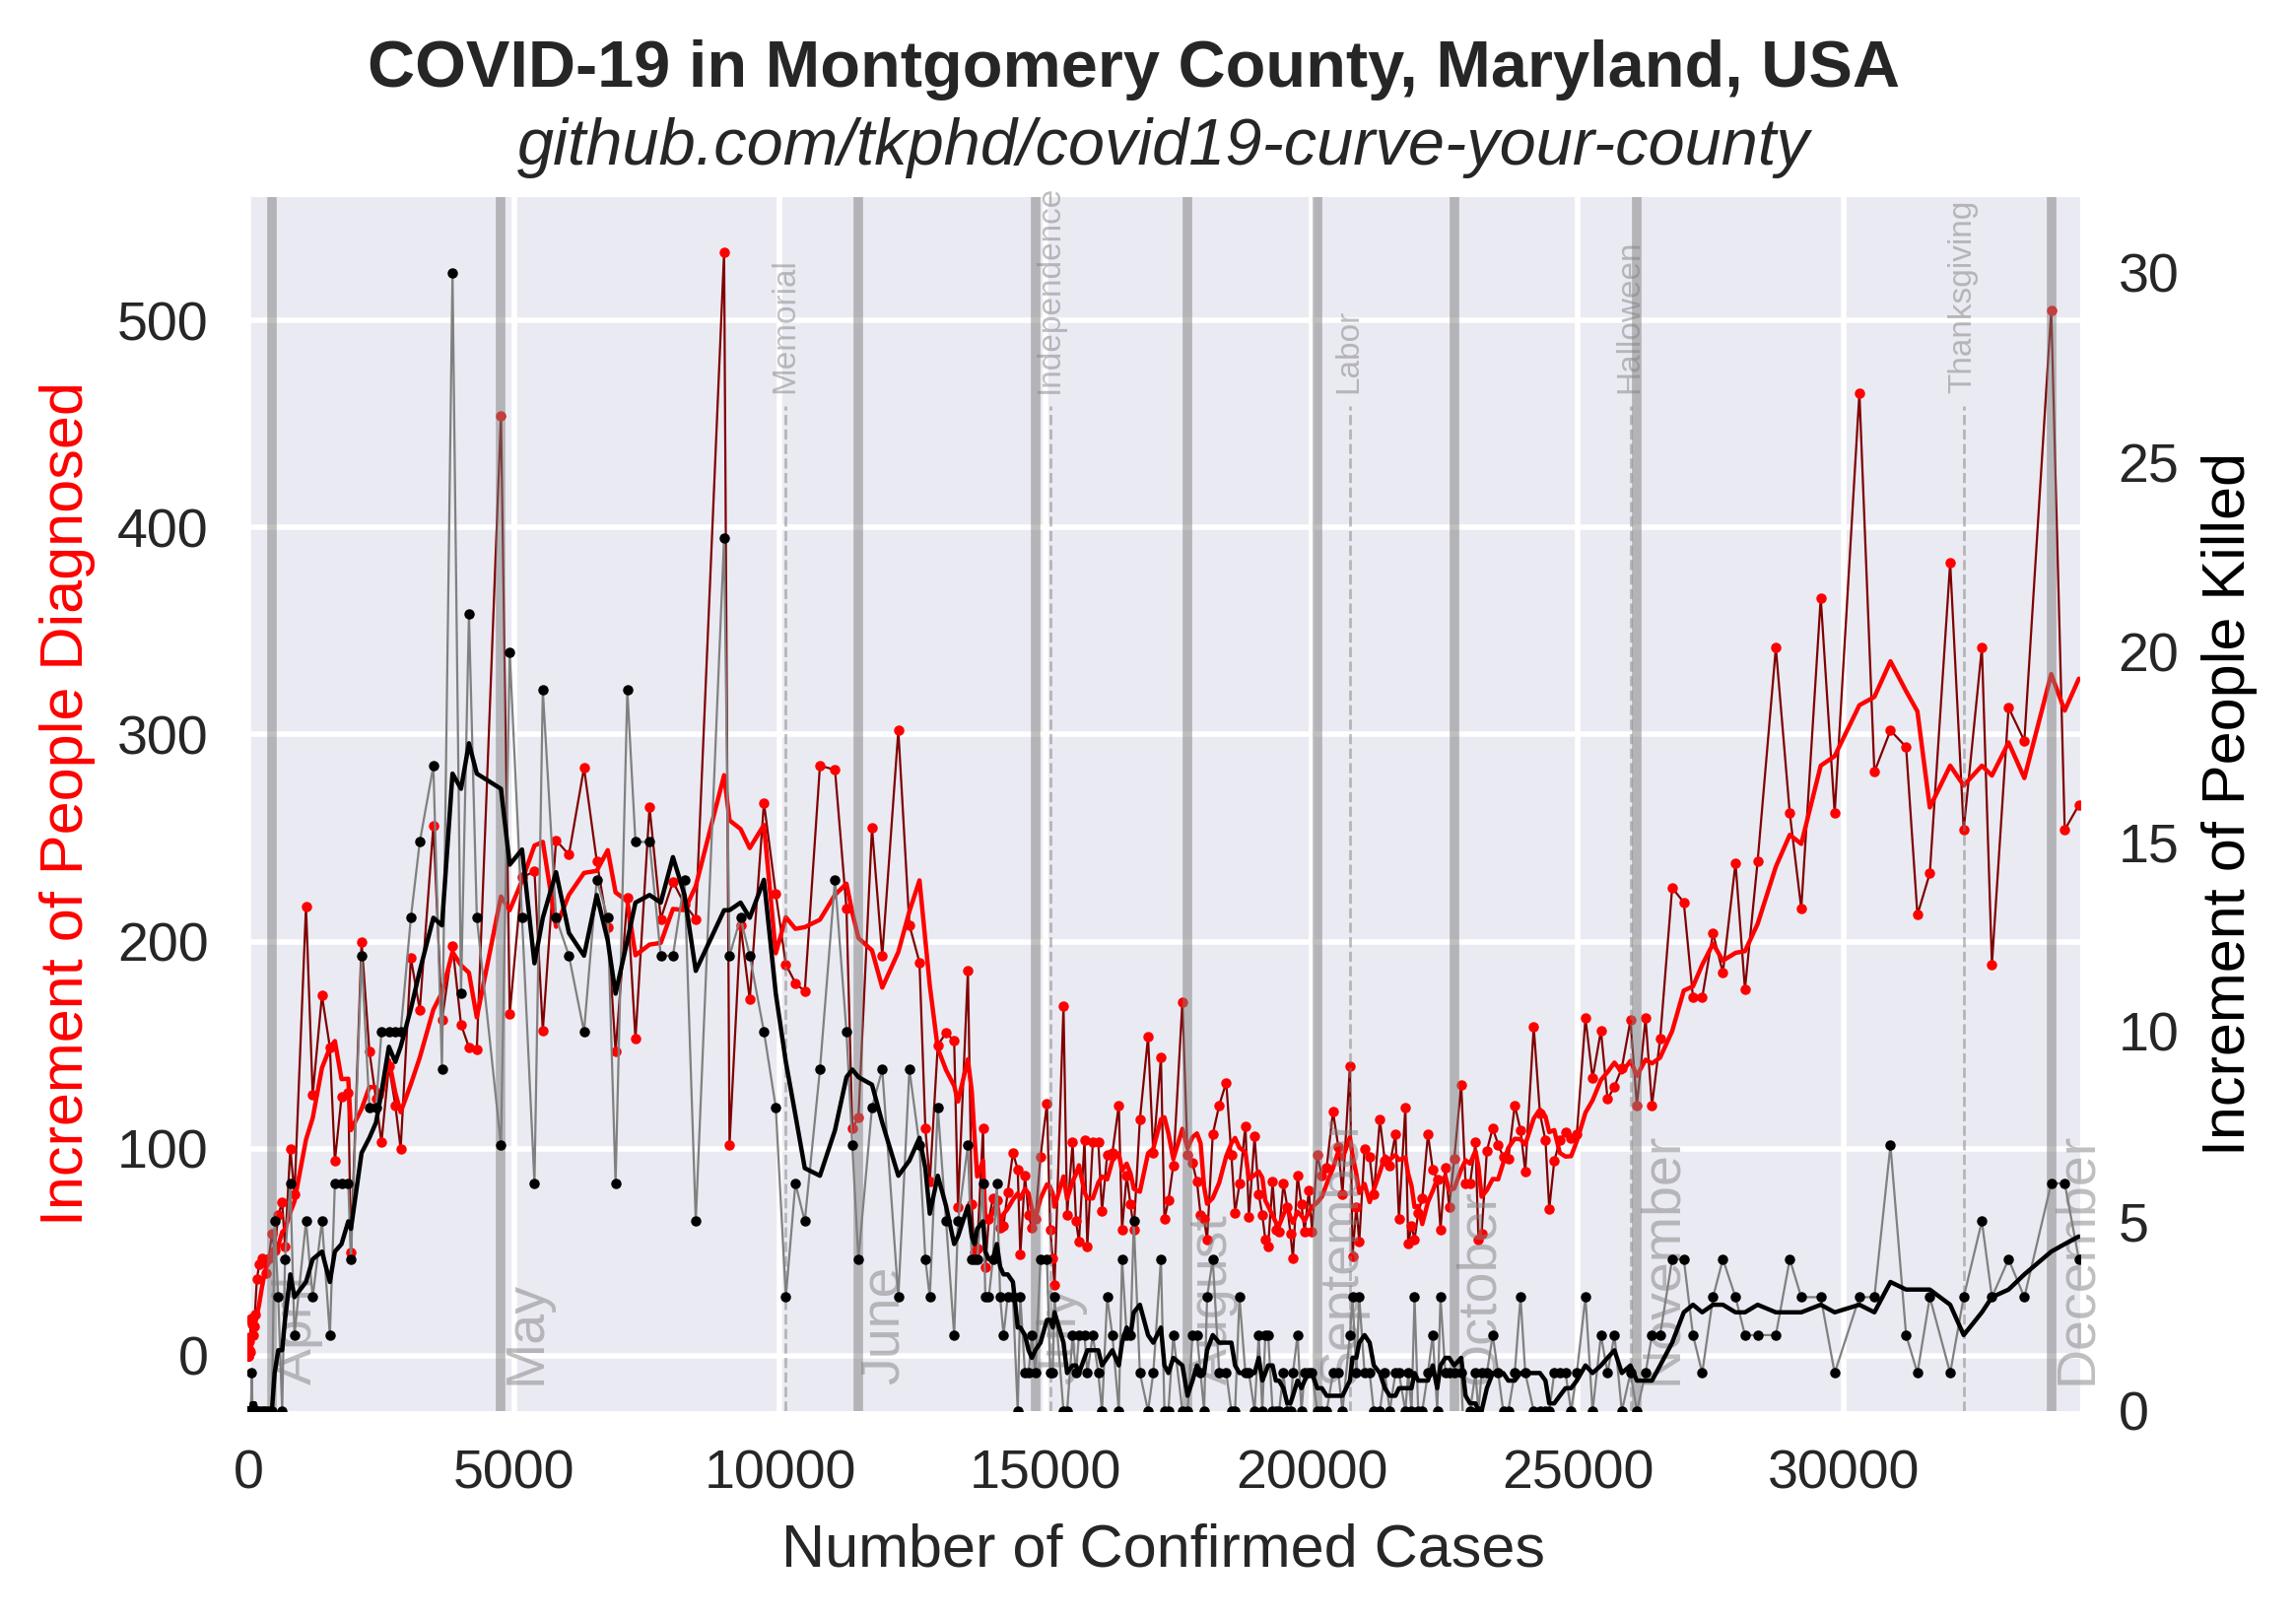 COVID-19 in Montgomery County, Maryland, USA
github.com/tkphd/covid19-curve-your-county
Increment of People Diagnosed
500
400
300
200
100
0
Increment of People Killed
30
25
20
15
10
5
0
Memorial
Independence
Labor
Halloween
Thanksgiving
April
May
June
July
August
September
October
November
December
0 5000 10000 15000 20000 25000 30000
Number of Confirmed Cases